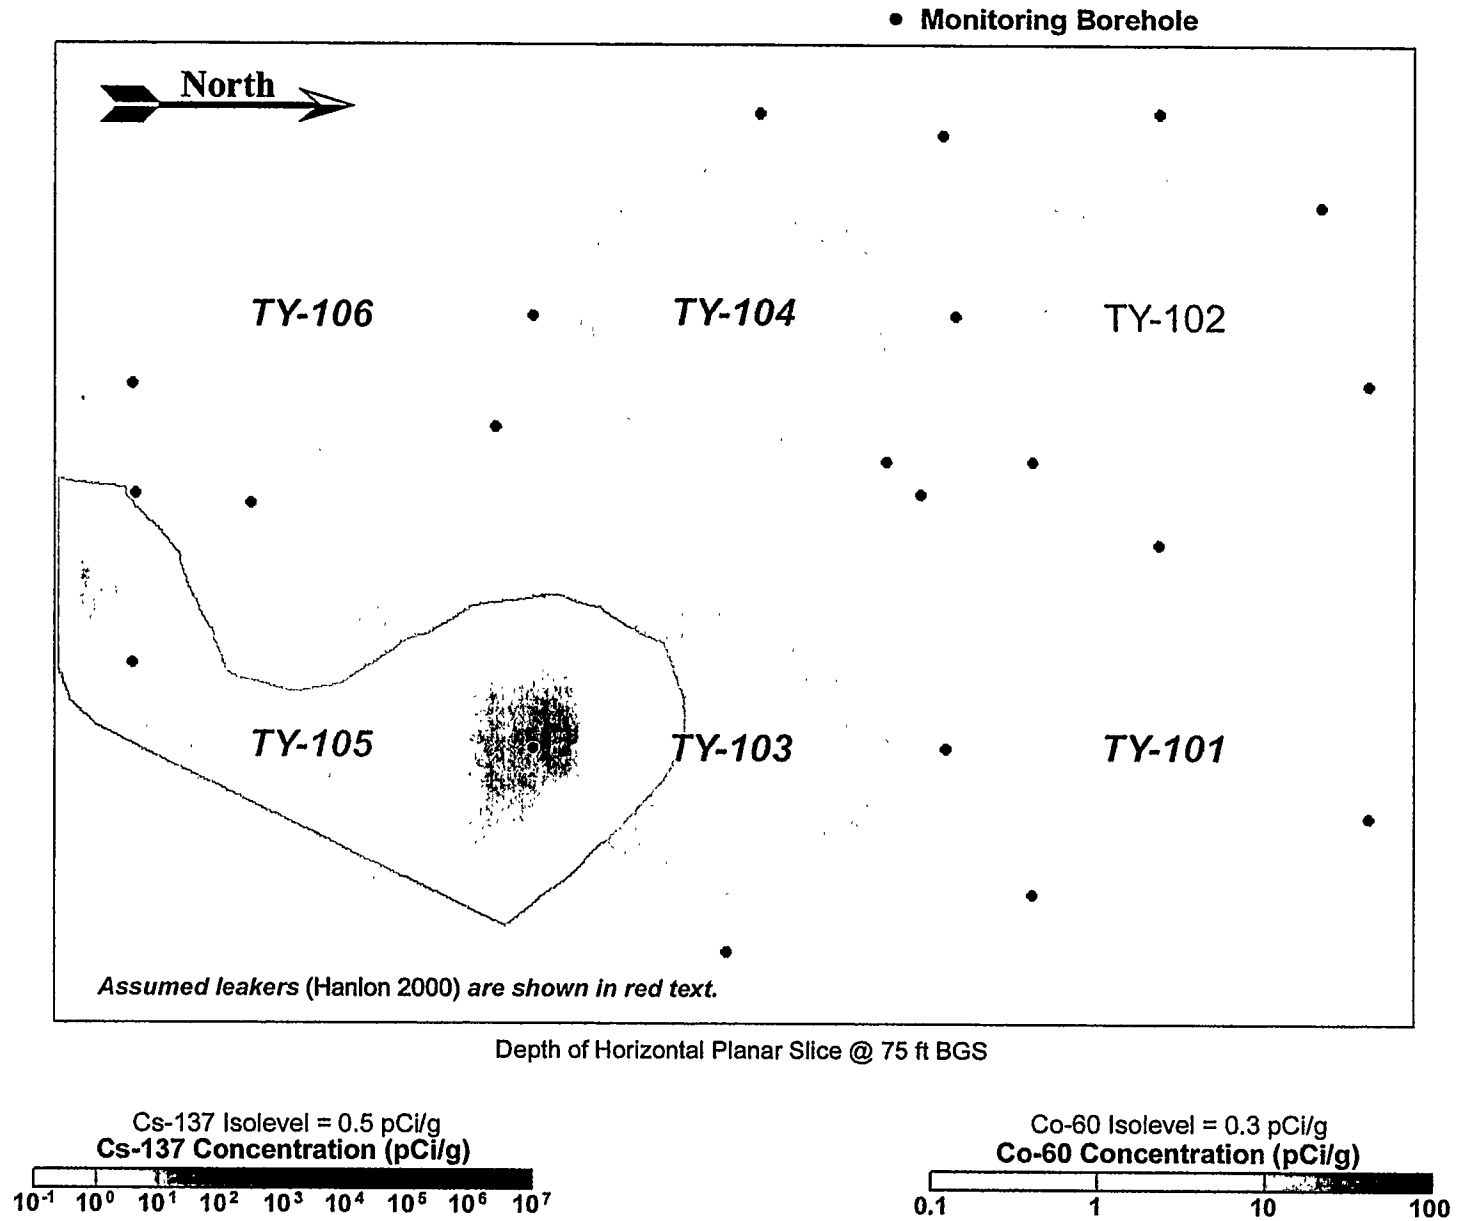 ● Monitoring Borehole
North
TY-106 TY-104 TY-102
TY-105 TY-103 TY-101
Assumed leakers (Hanlon 2000) are shown in red text.
Depth of Horizontal Planar Slice @ 75 ft BGS
Cs-137 Isolevel = 0.5 pCi/g
Cs-137 Concentration (pCi/g)
10⁻¹ 10⁰ 10¹ 10² 10³ 10⁴ 10⁵ 10⁶ 10⁷
Co-60 Isolevel = 0.3 pCi/g
Co-60 Concentration (pCi/g)
0.1 1 10 100